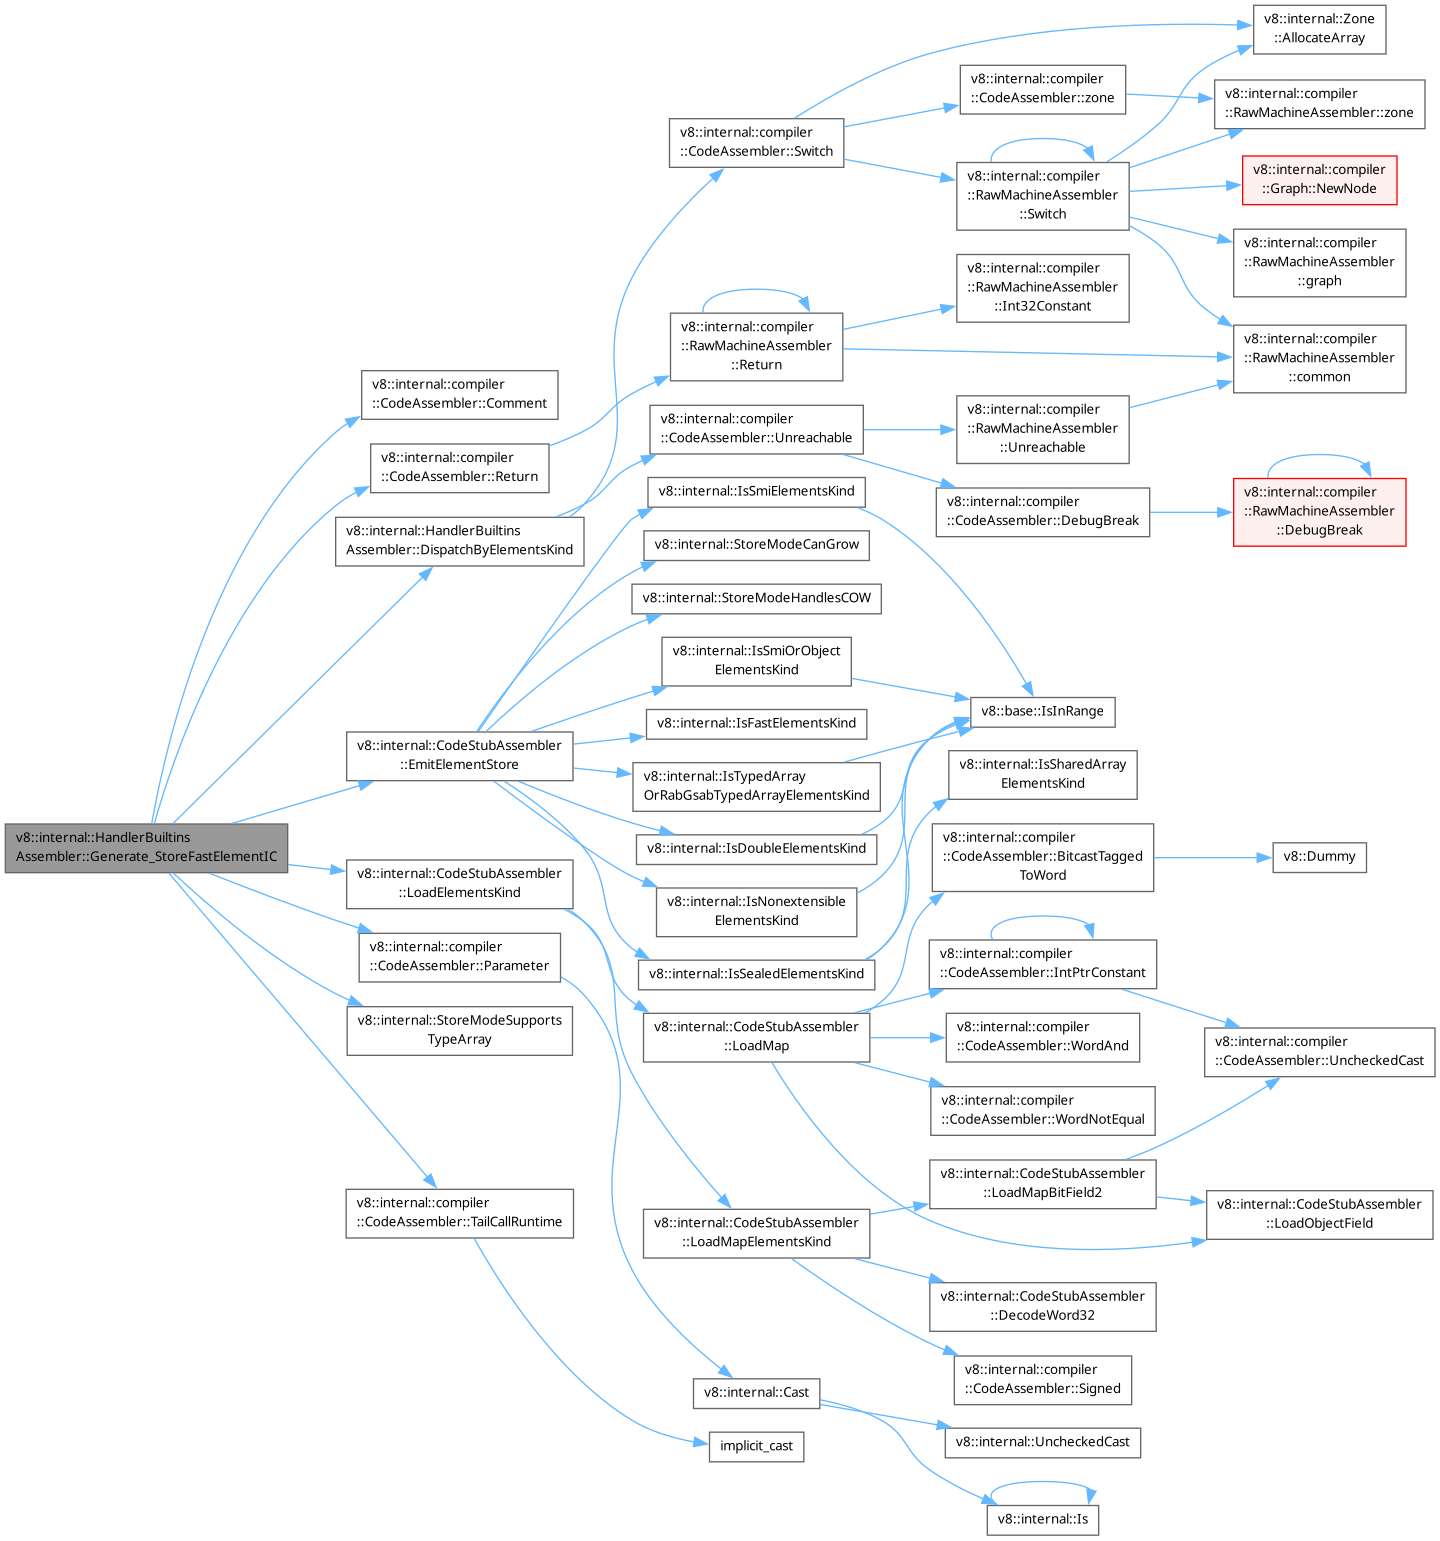 v8::internal::HandlerBuiltins
Assembler::Generate_StoreFastElementIC
v8::internal::compiler
::CodeAssembler::Comment
v8::internal::compiler
::CodeAssembler::Return
v8::internal::HandlerBuiltins
Assembler::DispatchByElementsKind
v8::internal::CodeStubAssembler
::EmitElementStore
v8::internal::CodeStubAssembler
::LoadElementsKind
v8::internal::compiler
::CodeAssembler::Parameter
v8::internal::StoreModeSupports
TypeArray
v8::internal::compiler
::CodeAssembler::TailCallRuntime
v8::internal::compiler
::CodeAssembler::Switch
v8::internal::compiler
::RawMachineAssembler
::Return
v8::internal::compiler
::CodeAssembler::Unreachable
v8::internal::IsSmiElementsKind
v8::internal::StoreModeCanGrow
v8::internal::StoreModeHandlesCOW
v8::internal::IsSmiOrObject
ElementsKind
v8::internal::IsFastElementsKind
v8::internal::IsTypedArray
OrRabGsabTypedArrayElementsKind
v8::internal::IsDoubleElementsKind
v8::internal::IsNonextensible
ElementsKind
v8::internal::IsSealedElementsKind
v8::internal::CodeStubAssembler
::LoadMap
v8::internal::CodeStubAssembler
::LoadMapElementsKind
v8::internal::Cast
implicit_cast
v8::internal::compiler
::CodeAssembler::zone
v8::internal::compiler
::RawMachineAssembler
::Switch
v8::internal::compiler
::RawMachineAssembler
::Int32Constant
v8::internal::compiler
::RawMachineAssembler
::Unreachable
v8::internal::compiler
::CodeAssembler::DebugBreak
v8::base::IsInRange
v8::internal::IsSharedArray
ElementsKind
v8::internal::compiler
::CodeAssembler::BitcastTagged
ToWord
v8::internal::compiler
::CodeAssembler::IntPtrConstant
v8::internal::compiler
::CodeAssembler::WordAnd
v8::internal::compiler
::CodeAssembler::WordNotEqual
v8::internal::CodeStubAssembler
::LoadMapBitField2
v8::internal::CodeStubAssembler
::DecodeWord32
v8::internal::compiler
::CodeAssembler::Signed
v8::internal::UncheckedCast
v8::internal::Is
v8::internal::Zone
::AllocateArray
v8::internal::compiler
::RawMachineAssembler::zone
v8::internal::compiler
::Graph::NewNode
v8::internal::compiler
::RawMachineAssembler
::graph
v8::internal::compiler
::RawMachineAssembler
::common
v8::internal::compiler
::RawMachineAssembler
::DebugBreak
v8::Dummy
v8::internal::compiler
::CodeAssembler::UncheckedCast
v8::internal::CodeStubAssembler
::LoadObjectField